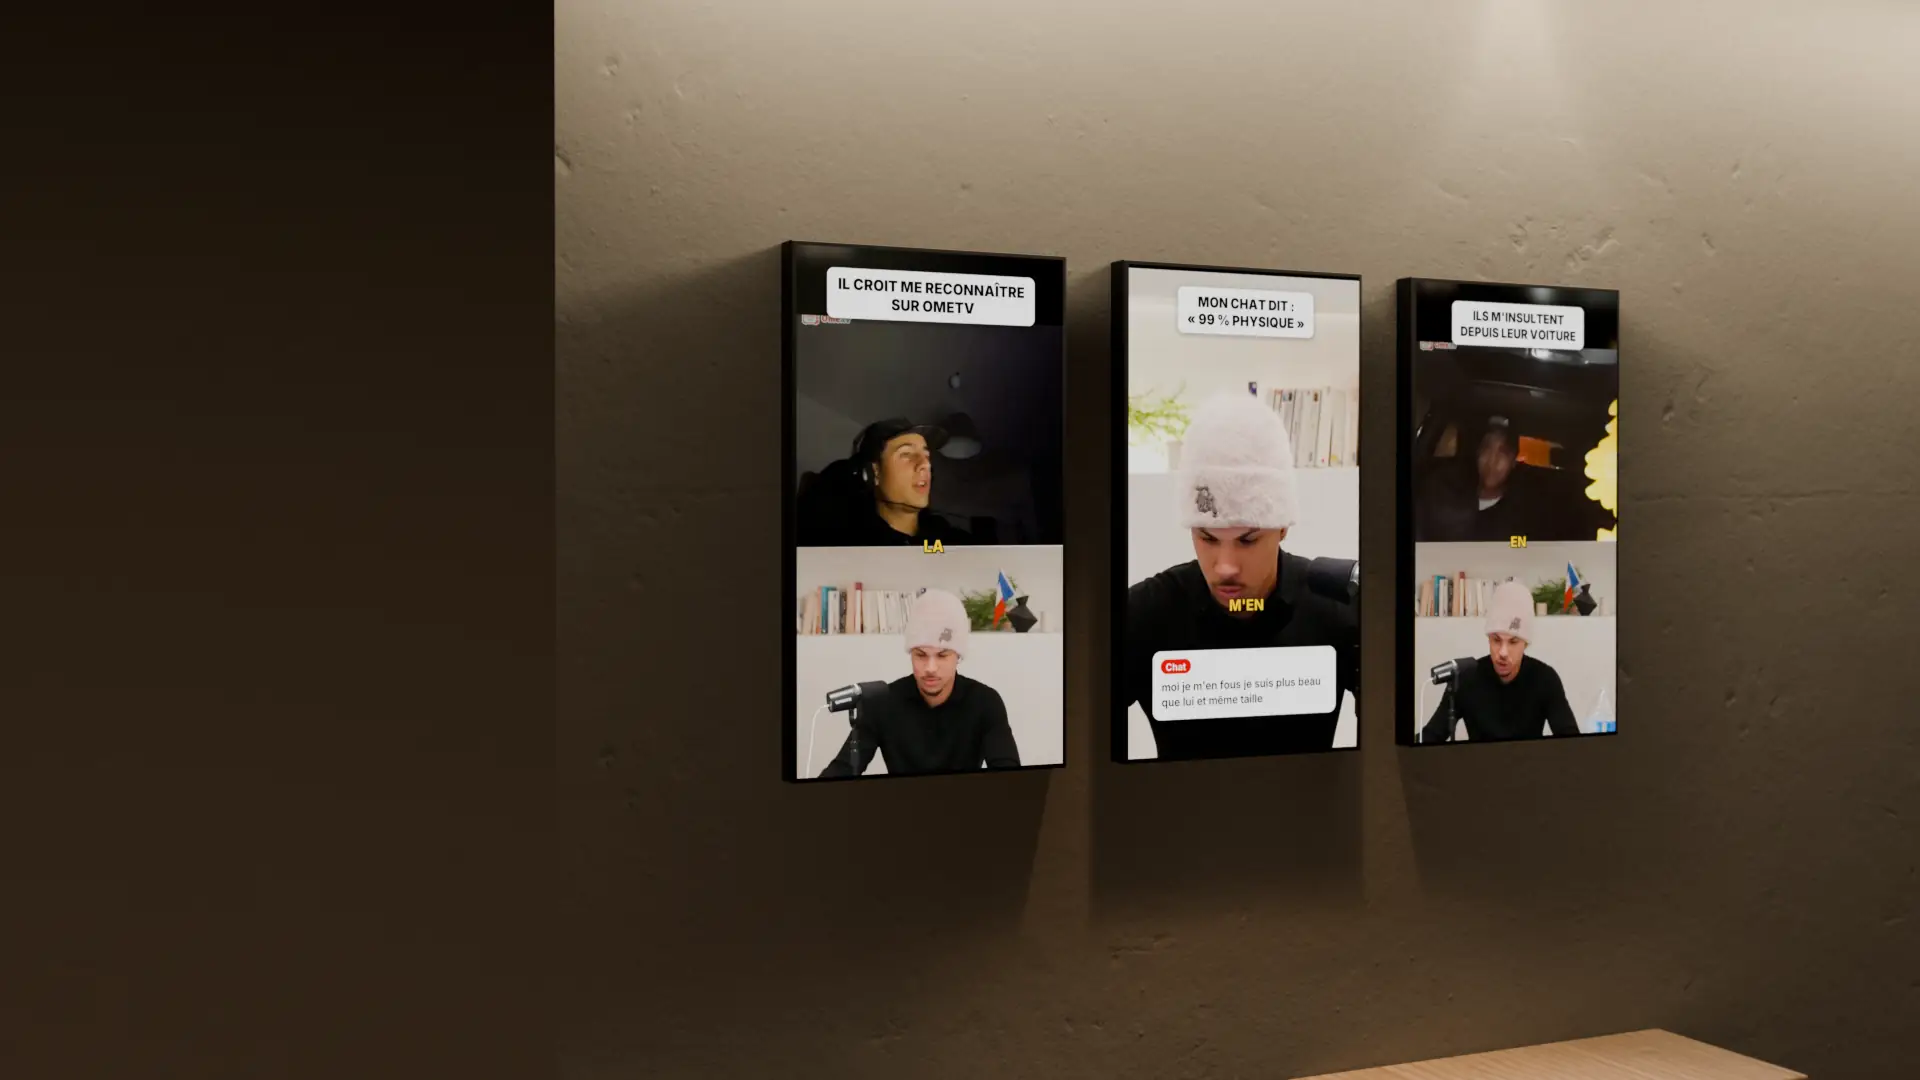 IL CROIT ME RECONNAÎTRE
SUR OMETV
LA
MON CHAT DIT :
« 99 % PHYSIQUE »
M'EN
Chat
moi je m'en fous je suis plus beau
que lui et même taille
ILS M'INSULTENT
DEPUIS LEUR VOITURE
EN